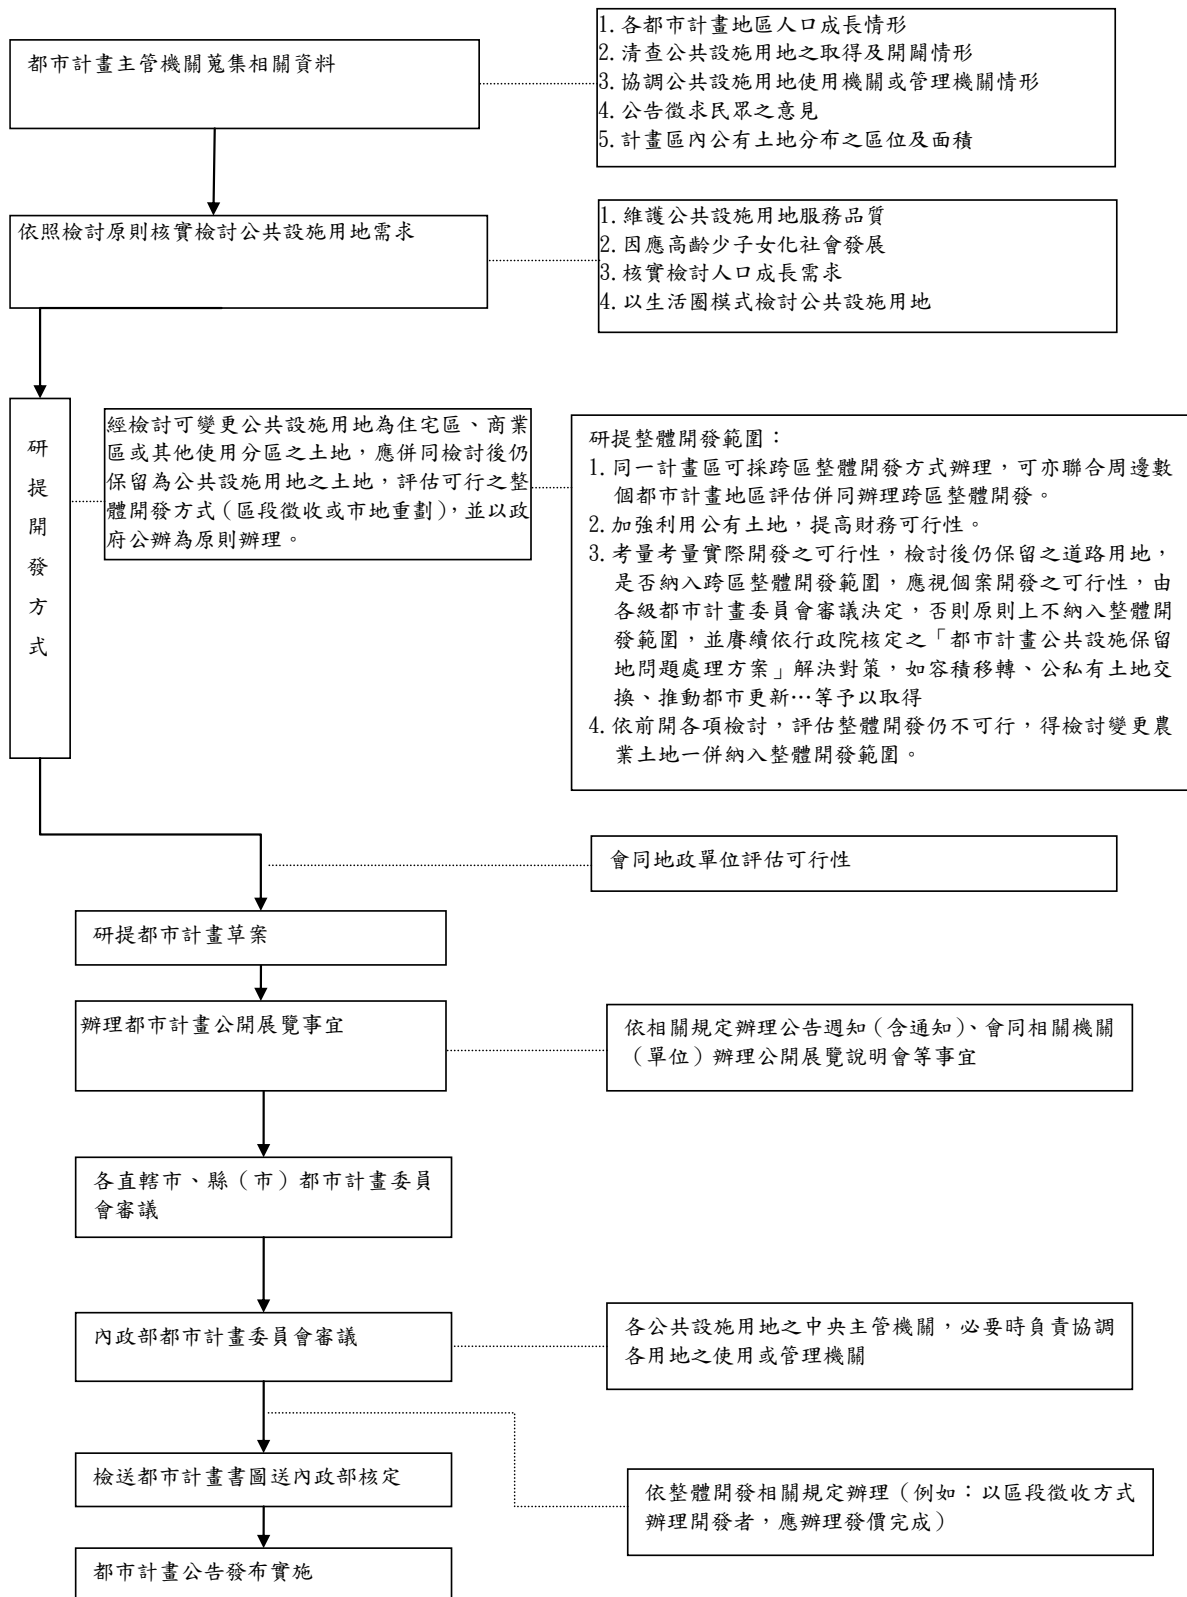 都市計畫主管機關蒐集相關資料
1. 各都市計畫地區人口成長情形
2. 清查公共設施用地之取得及開闢情形
3. 協調公共設施用地使用機關或管理機關情形
4. 公告徵求民眾之意見
5. 計畫區內公有土地分布之區位及面積
依照檢討原則核實檢討公共設施用地需求
1. 維護公共設施用地服務品質
2. 因應高齡少子女化社會發展
3. 核實檢討人口成長需求
4. 以生活圈模式檢討公共設施用地
研
提
開
發
方
式
經檢討可變更公共設施用地為住宅區、商業
區或其他使用分區之土地，應併同檢討後仍
保留為公共設施用地之土地，評估可行之整
體開發方式（區段徵收或市地重劃），並以政
府公辦為原則辦理。
研提整體開發範圍：
1. 同一計畫區可採跨區整體開發方式辦理，可亦聯合周邊數
個都市計畫地區評估併同辦理跨區整體開發。
2. 加強利用公有土地，提高財務可行性。
3. 考量考量實際開發之可行性，檢討後仍保留之道路用地，
是否納入跨區整體開發範圍，應視個案開發之可行性，由
各級都市計畫委員會審議決定，否則原則上不納入整體開
發範圍，並賡續依行政院核定之「都市計畫公共設施保留
地問題處理方案」解決對策，如容積移轉、公私有土地交
換、推動都市更新…等予以取得
4. 依前開各項檢討，評估整體開發仍不可行，得檢討變更農
業土地一併納入整體開發範圍。
會同地政單位評估可行性
研提都市計畫草案
辦理都市計畫公開展覽事宜
依相關規定辦理公告週知（含通知）、會同相關機關
（單位）辦理公開展覽說明會等事宜
各直轄市、縣（市）都市計畫委員
會審議
內政部都市計畫委員會審議
各公共設施用地之中央主管機關，必要時負責協調
各用地之使用或管理機關
檢送都市計畫書圖送內政部核定
依整體開發相關規定辦理（例如：以區段徵收方式
辦理開發者，應辦理發價完成）
都市計畫公告發布實施